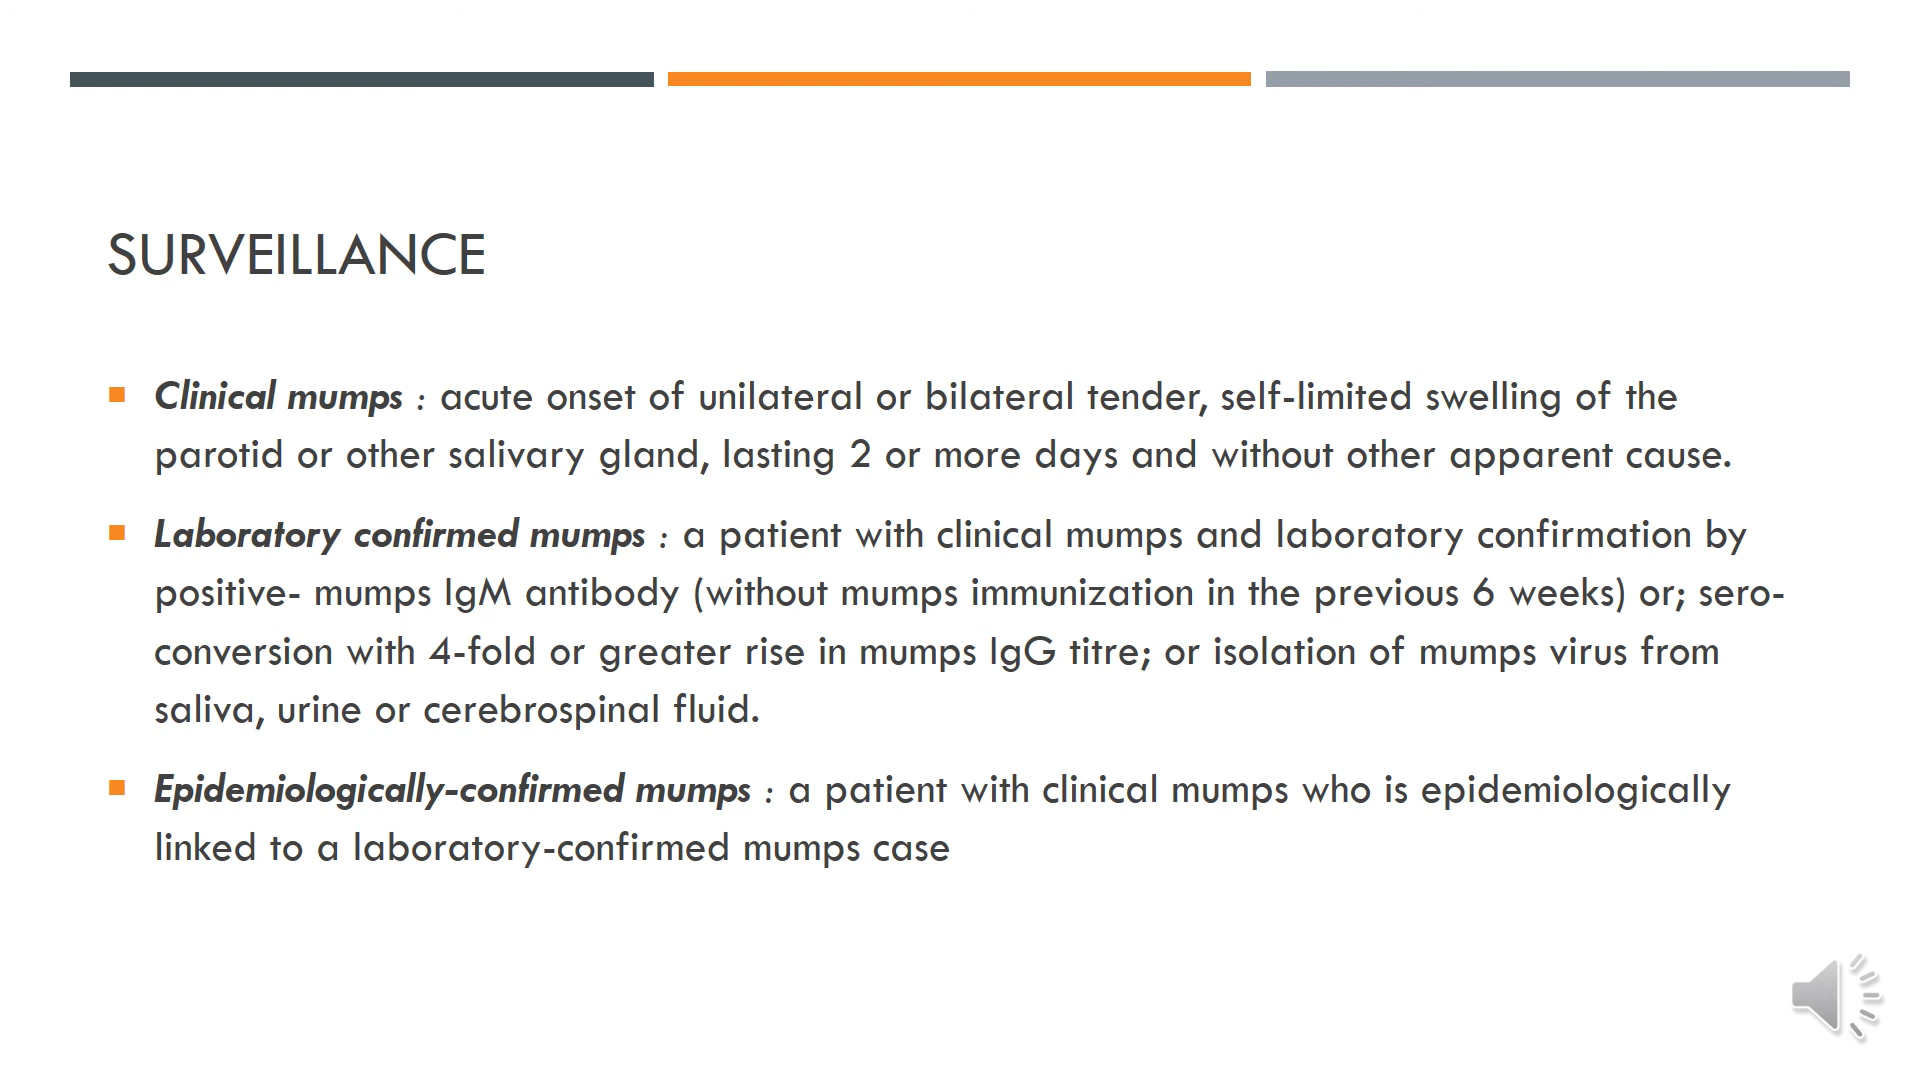 SURVEILLANCE
Clinical mumps : acute onset of unilateral or bilateral tender, self-limited swelling of the
parotid or other salivary gland, lasting 2 or more days and without other apparent cause.
Laboratory confirmed mumps : a patient with clinical mumps and laboratory confirmation by
positive- mumps IgM antibody (without mumps immunization in the previous 6 weeks) or; sero-
conversion with 4-fold or greater rise in mumps IgG titre; or isolation of mumps virus from
saliva, urine or cerebrospinal fluid.
Epidemiologically-confirmed mumps : a patient with clinical mumps who is epidemiologically
linked to a laboratory-confirmed mumps case